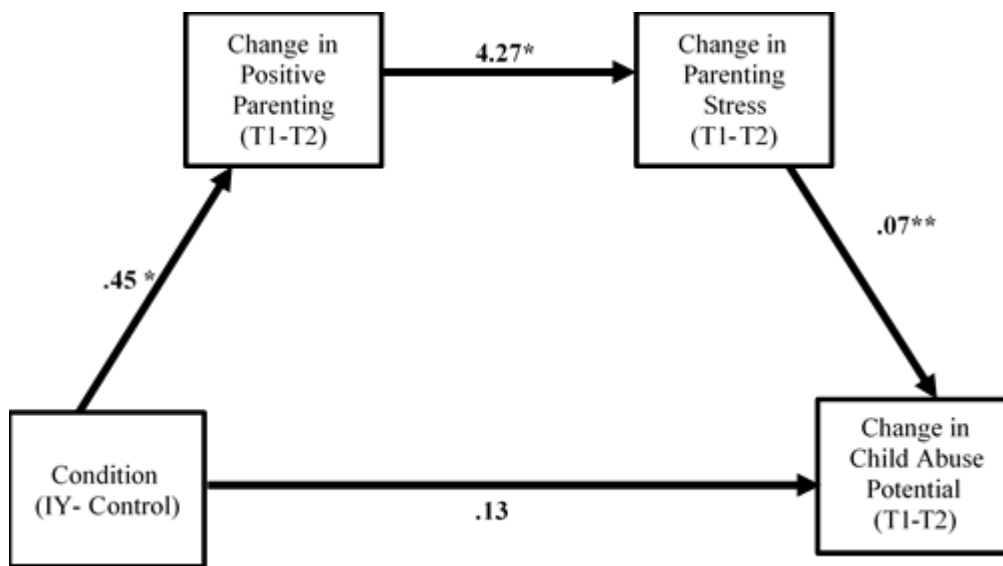 Change in
Positive
Parenting
(T1-T2)
4.27*
Change in
Parenting
Stress
(T1-T2)
.45 *
.07**
Condition
(IY- Control)
.13
Change in
Child Abuse
Potential
(T1-T2)